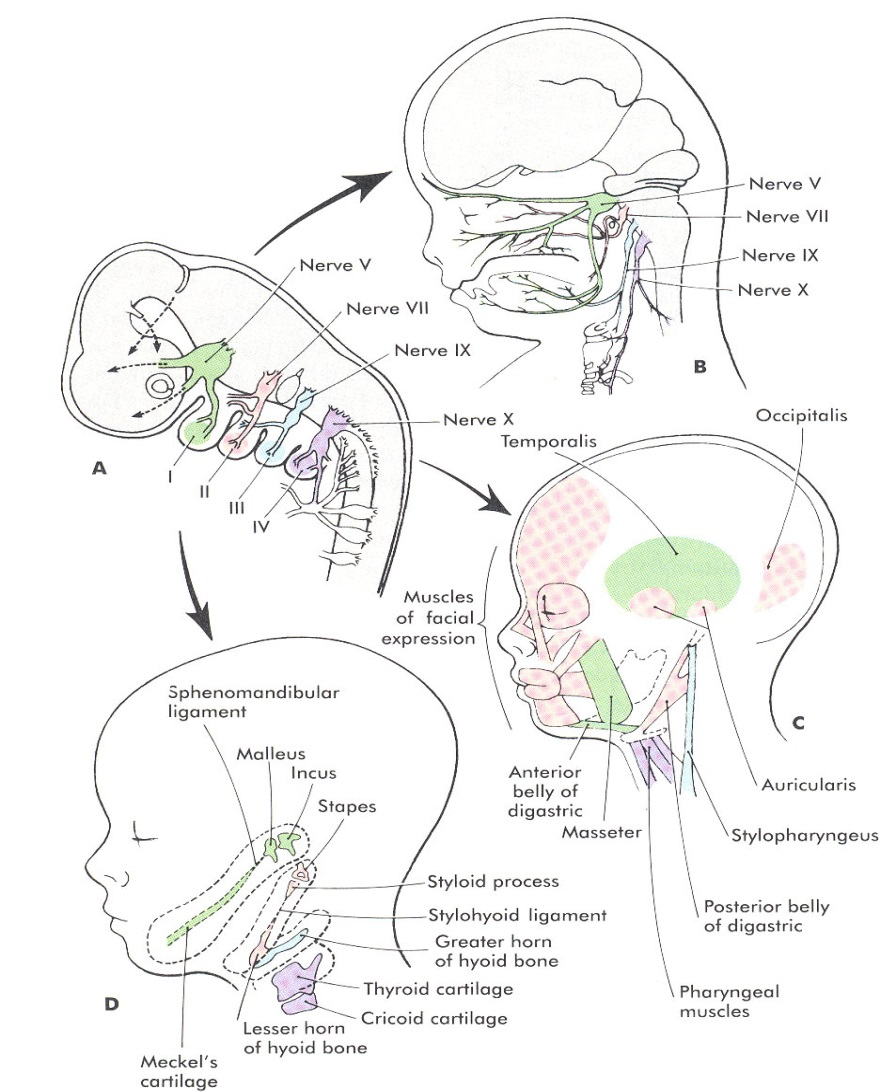 Nerve V
Nerve VII
Nerve IX
Nerve X
B
Nerve V
Nerve VII
Nerve IX
Nerve X
A
I
II
III
IV
Temporalis
Occipitalis
Muscles
of facial
expression
C
Anterior
belly of
digastric
Masseter
Auricularis
Stylopharyngeus
Posterior belly
of digastric
Pharyngeal
muscles
Sphenomandibular
ligament
Malleus
Incus
Stapes
Styloid process
Stylohyoid ligament
Greater horn
of hyoid bone
Thyroid cartilage
Cricoid cartilage
D
Lesser horn
of hyoid bone
Meckel's
cartilage